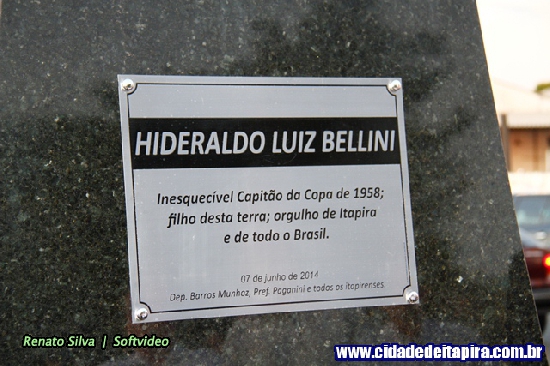 HIDERALDO LUIZ BELLINI
Inesquecível Capitão da Copa de 1958;
filho desta terra; orgulho de Itapira
e de todo o Brasil.
07 de junho de 2014
Dep. Barros Munhoz, Pref. Paganini e todos os itapirenses.
Renato Silva | Softvideo
www.cidadedeitapira.com.br